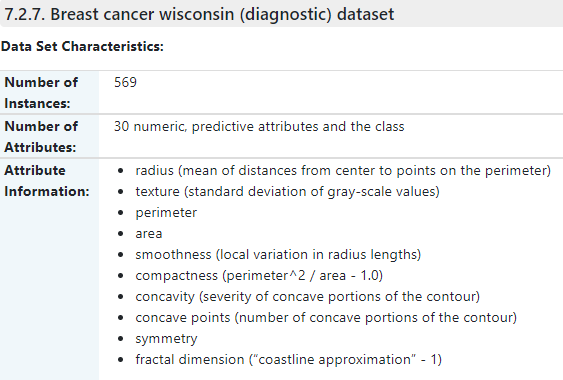 7.2.7. Breast cancer wisconsin (diagnostic) dataset
Data Set Characteristics:
Number of Instances:
569
Number of Attributes:
30 numeric, predictive attributes and the class
Attribute Information:
• radius (mean of distances from center to points on the perimeter)
• texture (standard deviation of gray-scale values)
• perimeter
• area
• smoothness (local variation in radius lengths)
• compactness (perimeter^2 / area - 1.0)
• concavity (severity of concave portions of the contour)
• concave points (number of concave portions of the contour)
• symmetry
• fractal dimension (“coastline approximation” - 1)